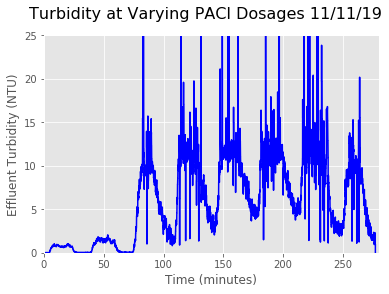 Turbidity at Varying PACl Dosages 11/11/19
Effluent Turbidity (NTU)
25
20
15
10
5
0
0 50 100 150 200 250
Time (minutes)